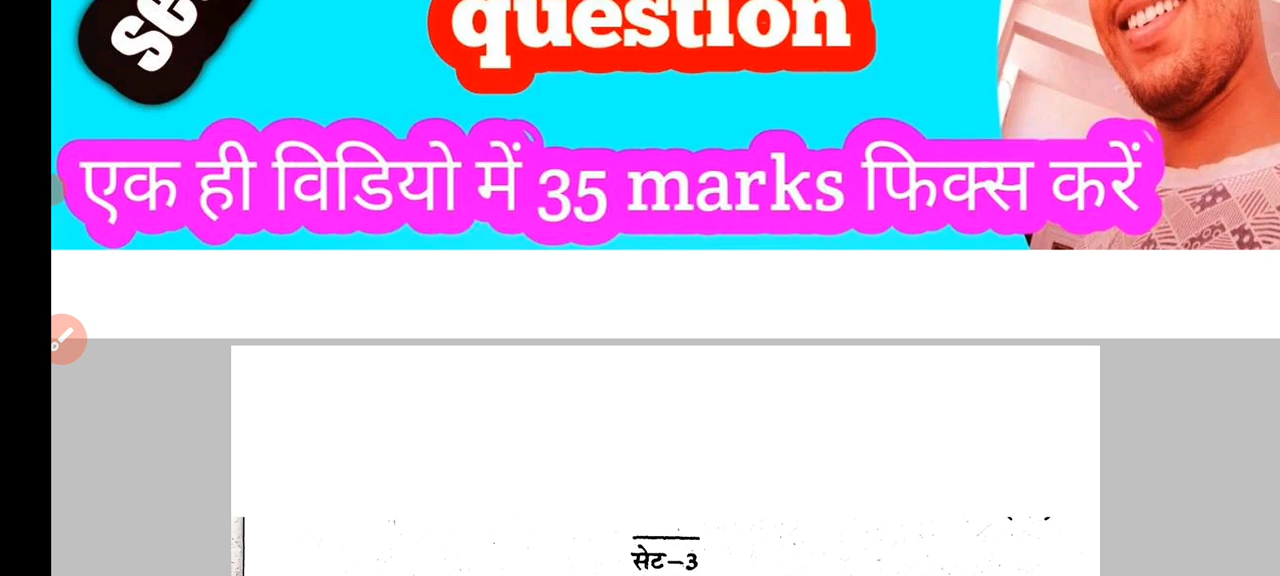 question
एक ही विडियो में 35 marks फिक्स करें
सेट-3